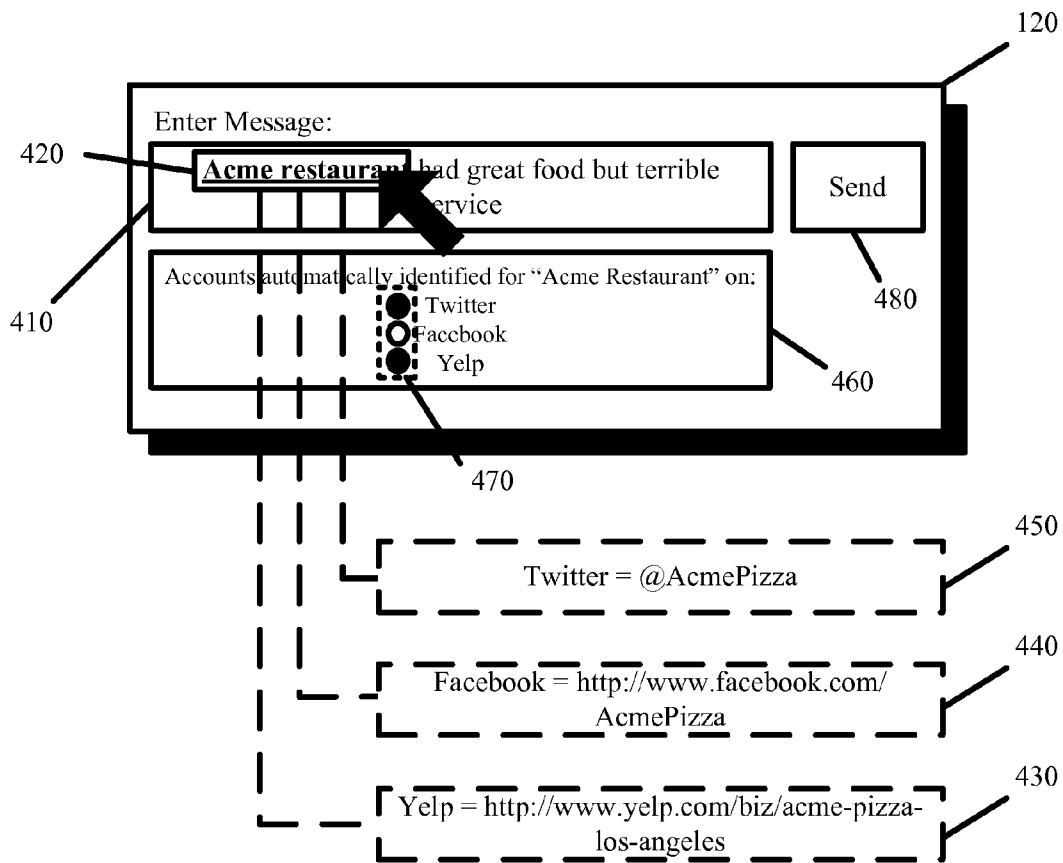 120
Enter Message:
420
Acme restaurant had great food but terrible
service
Send
410
Accounts automatically identified for “Acme Restaurant” on:
Twitter
Facebook
Yelp
480
460
470
450
Twitter = @AcmePizza
440
Facebook = http://www.facebook.com/
AcmePizza
430
Yelp = http://www.yelp.com/biz/acme-pizza-
los-angeles